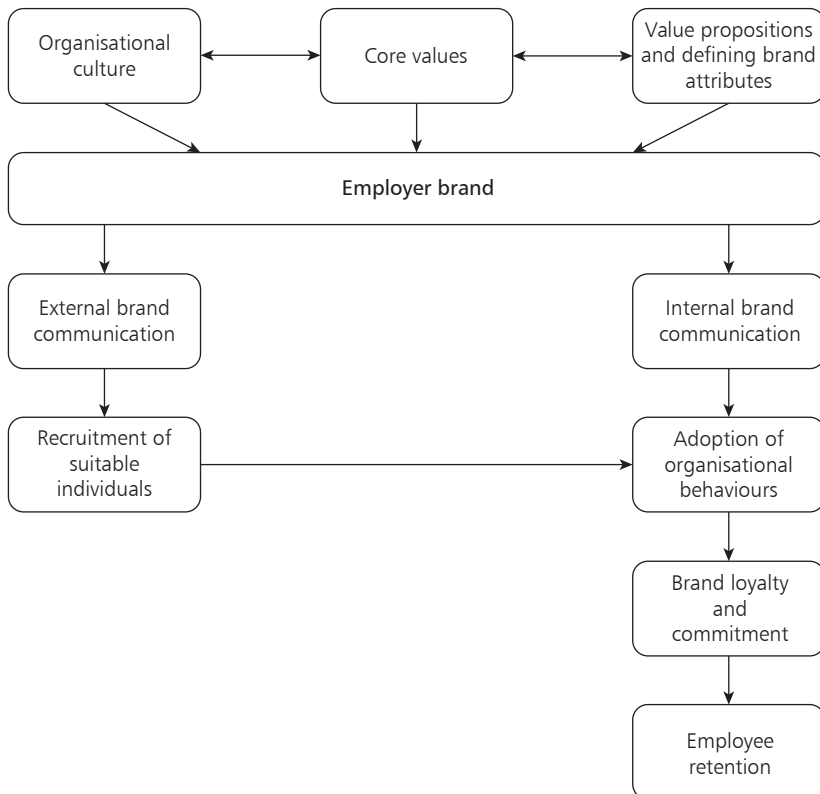 Organisational
culture
Core values
Value propositions
and defining brand
attributes
Employer brand
External brand
communication
Internal brand
communication
Recruitment of
suitable
individuals
Adoption of
organisational
behaviours
Brand loyalty
and
commitment
Employee
retention